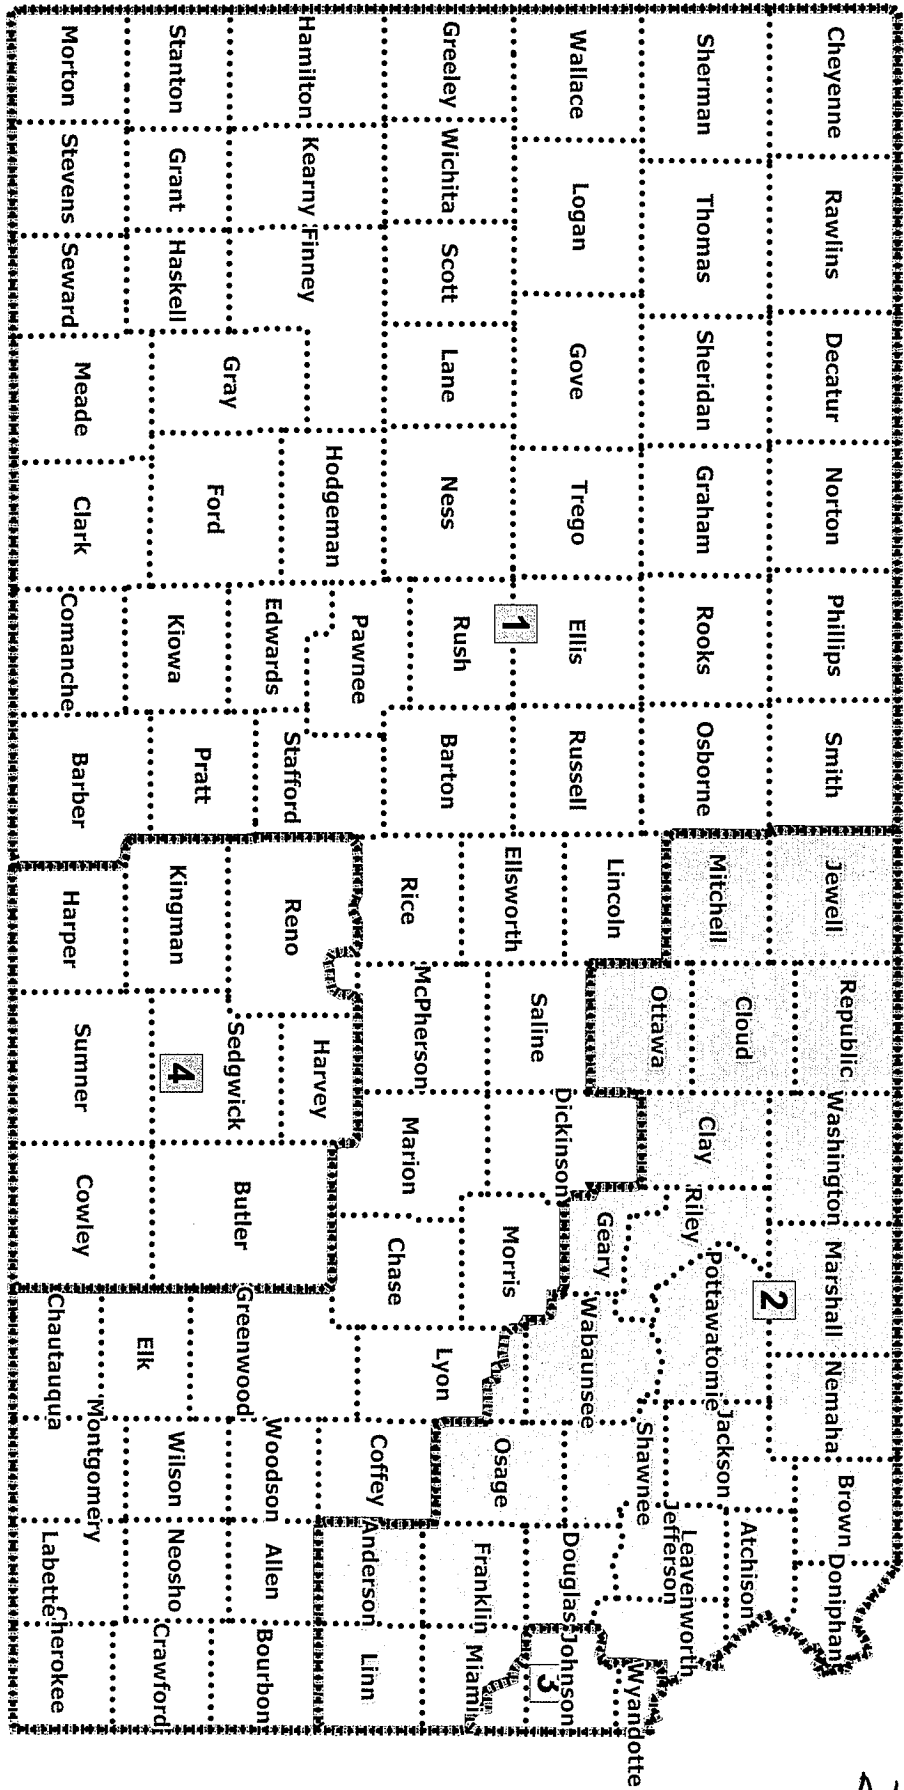 Cheyenne
Rawlins
Decatur
Norton
Phillips
Smith
Jewell
Republic
Washington
Marshall
Nemaha
Brown
Doniphan
Sherman
Thomas
Sheridan
Graham
Rooks
Osborne
Mitchell
Cloud
Clay
Riley
Pottawatomie
2
Jackson
Atchison
Wallace
Logan
Gove
Trego
Ellis
Russell
Lincoln
Ottawa
Geary
Wabaunsee
Shawnee
Jefferson
Leavenworth
Wyandotte
1
Greeley
Wichita
Scott
Lane
Ness
Rush
Barton
Ellsworth
Saline
Dickinson
Morris
Osage
Douglas
Johnson
3
Hamilton
Kearny
Finney
Hodgeman
Pawnee
Rice
McPherson
Marion
Chase
Lyon
Coffey
Franklin
Miami
Stanton
Grant
Haskell
Gray
Ford
Edwards
Stafford
Reno
Harvey
Sedgwick
4
Butler
Greenwood
Woodson
Anderson
Allen
Linn
Bourbon
Morton
Stevens
Seward
Meade
Clark
Kiowa
Comanche
Pratt
Barber
Kingman
Harper
Sumner
Cowley
Elk
Chautauqua
Wilson
Montgomery
Neosho
Labette
Crawford
Cherokee